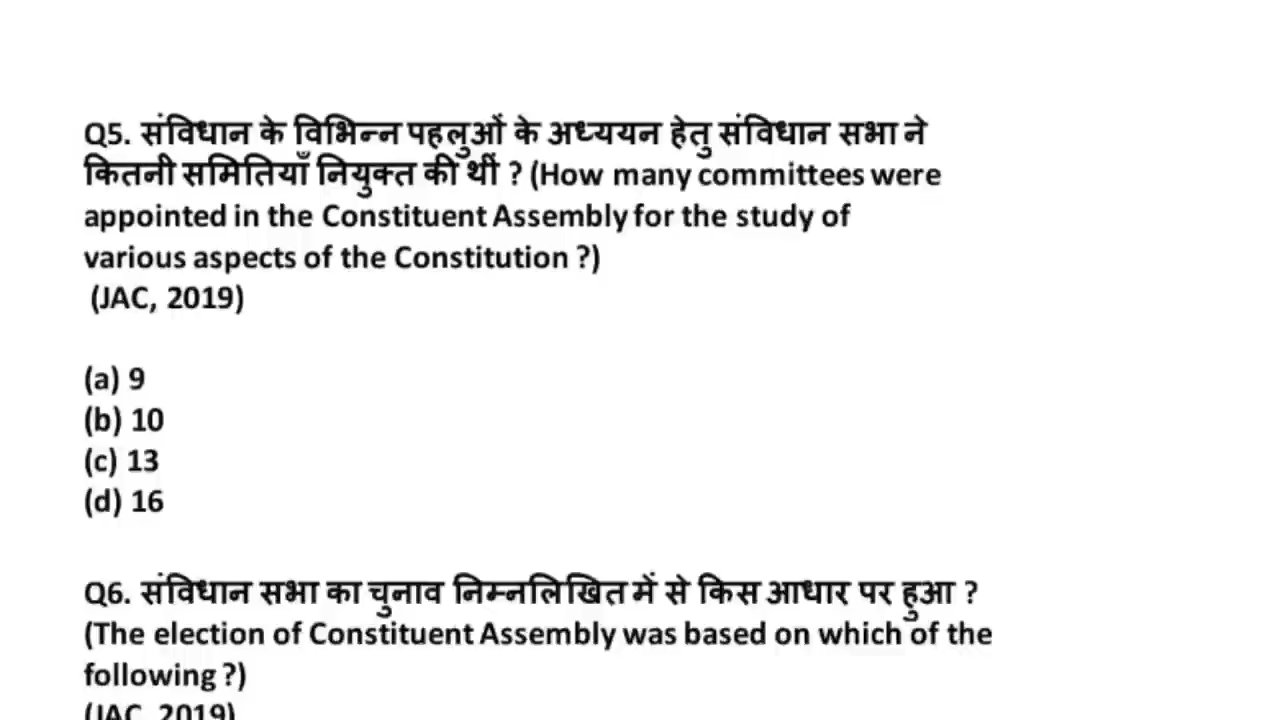 Q5. संविधान के विभिन्न पहलुओं के अध्ययन हेतु संविधान सभा ने
कितनी समितियाँ नियुक्त की थीं ? (How many committees were
appointed in the Constituent Assembly for the study of
various aspects of the Constitution ?)
(JAC, 2019)
(a) 9
(b) 10
(c) 13
(d) 16
Q6. संविधान सभा का चुनाव निम्नलिखित में से किस आधार पर हुआ ?
(The election of Constituent Assembly was based on which of the
following ?)
(JAC, 2019)